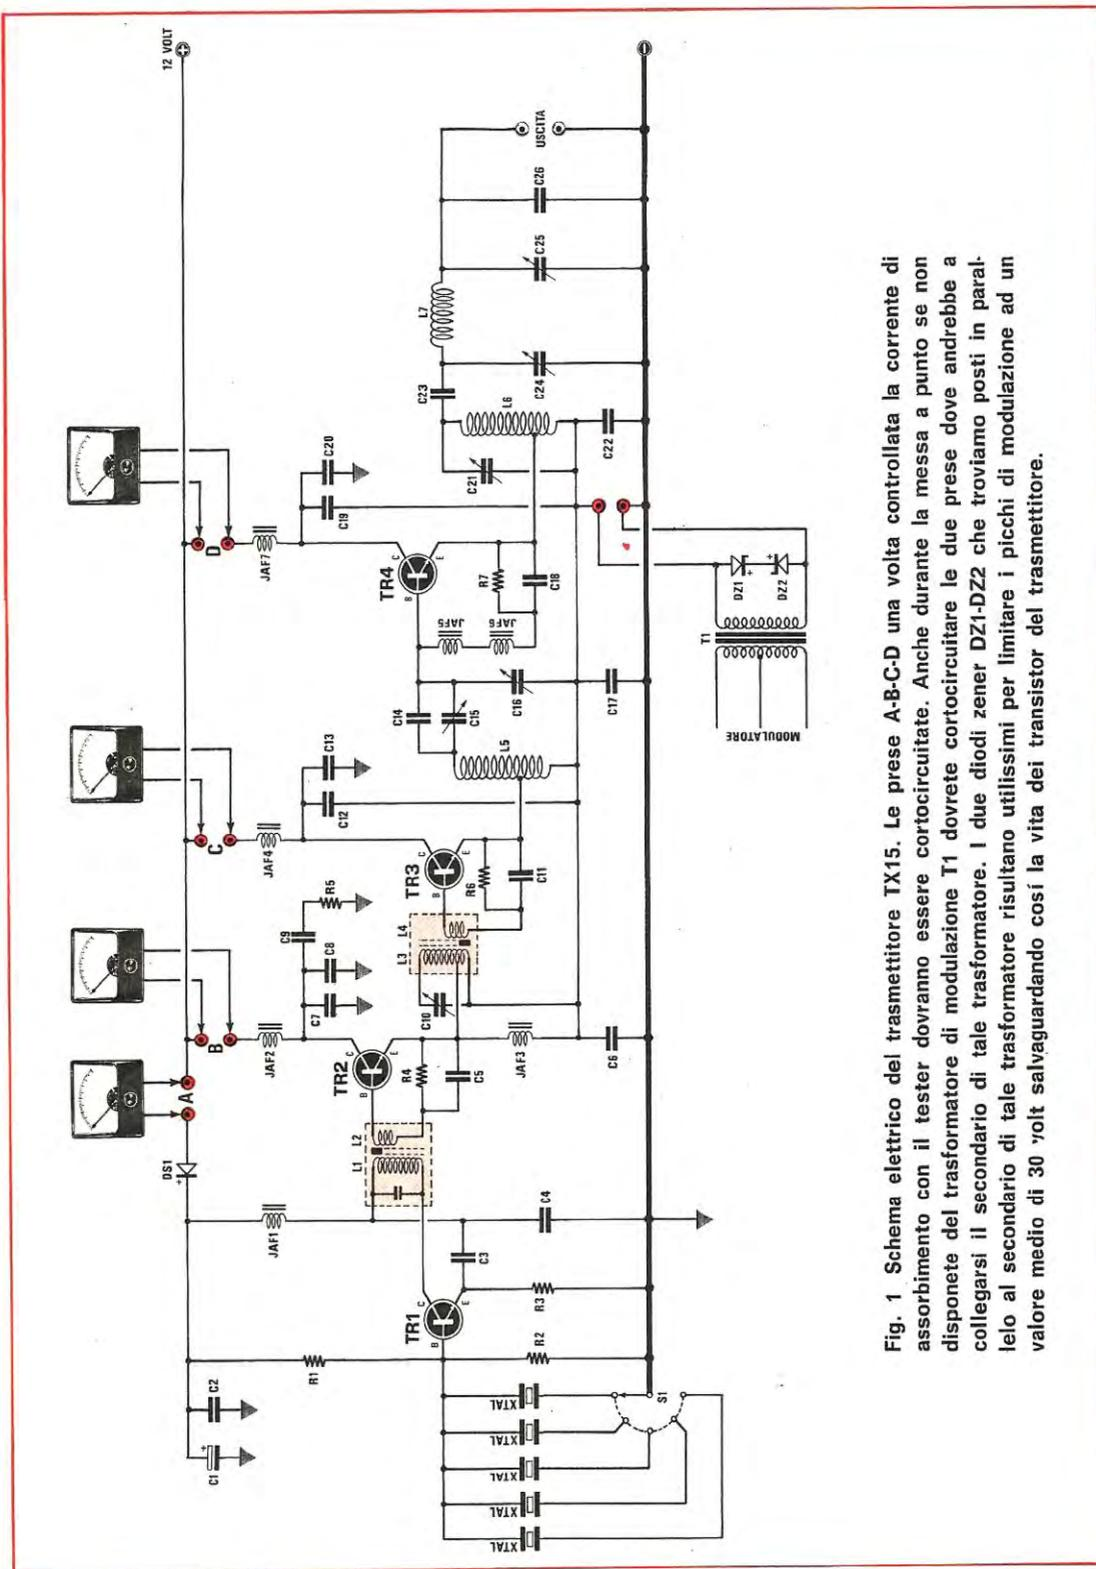 12 VOLT
DS1
A
B
C
D
C1
C2
R1
JAF1
JAF2
JAF4
JAF7
C7
C8
C9
R5
C12
C13
C19
C20
XTAL
XTAL
XTAL
XTAL
XTAL
S1
R2
R3
TR1
B
C
E
C3
C4
L1
L2
TR2
B
C
E
R4
C5
JAF3
C6
C10
L3
L4
TR3
B
C
E
R6
C11
L5
C14
C15
C16
C17
JAF5
JAF6
TR4
B
C
E
R7
C18
C21
L6
C22
C23
C24
L7
C25
C26
USCITA
MODULATORE
T1
DZ1
DZ2
Fig. 1 Schema elettrico del trasmettitore TX15. Le prese A-B-C-D una volta controllata la corrente di
assorbimento con il tester dovranno essere cortocircuitate. Anche durante la messa a punto se non
disponete del trasformatore di modulazione T1 dovrete cortocircuitare le due prese dove andrebbe a
collegarsi il secondario di tale trasformatore. I due diodi zener DZ1-DZ2 che troviamo posti in paral-
lelo al secondario di tale trasformatore risultano utilissimi per limitare i picchi di modulazione ad un
valore medio di 30 volt salvaguardando così la vita dei transistor del trasmettitore.